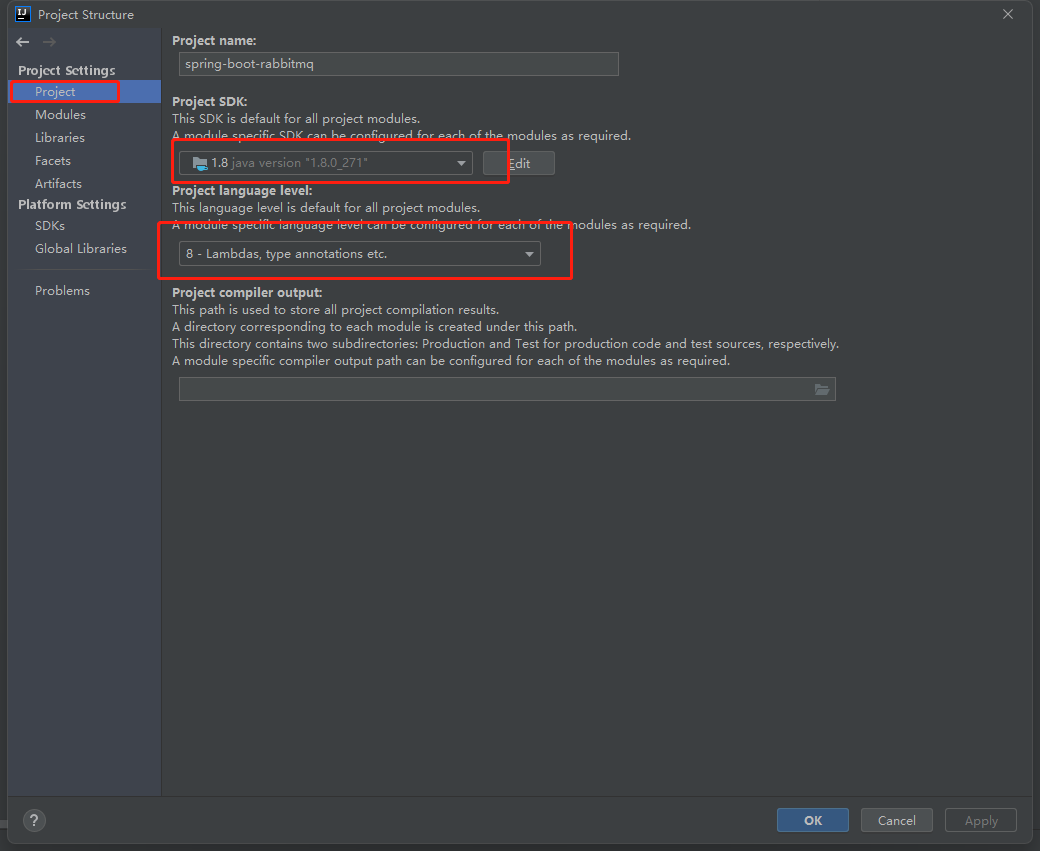 Project Structure
Project Settings
Project
Modules
Libraries
Facets
Artifacts
Platform Settings
SDKs
Global Libraries
Problems
Project name:
spring-boot-rabbitmq
Project SDK:
This SDK is default for all project modules.
A module specific SDK can be configured for each of the modules as required.
1.8 java version "1.8.0_271"
Edit
Project language level:
This language level is default for all project modules.
A module specific language level can be configured for each of the modules as required.
8 - Lambdas, type annotations etc.
Project compiler output:
This path is used to store all project compilation results.
A directory corresponding to each module is created under this path.
This directory contains two subdirectories: Production and Test for production code and test sources, respectively.
A module specific compiler output path can be configured for each of the modules as required.
?
OK
Cancel
Apply